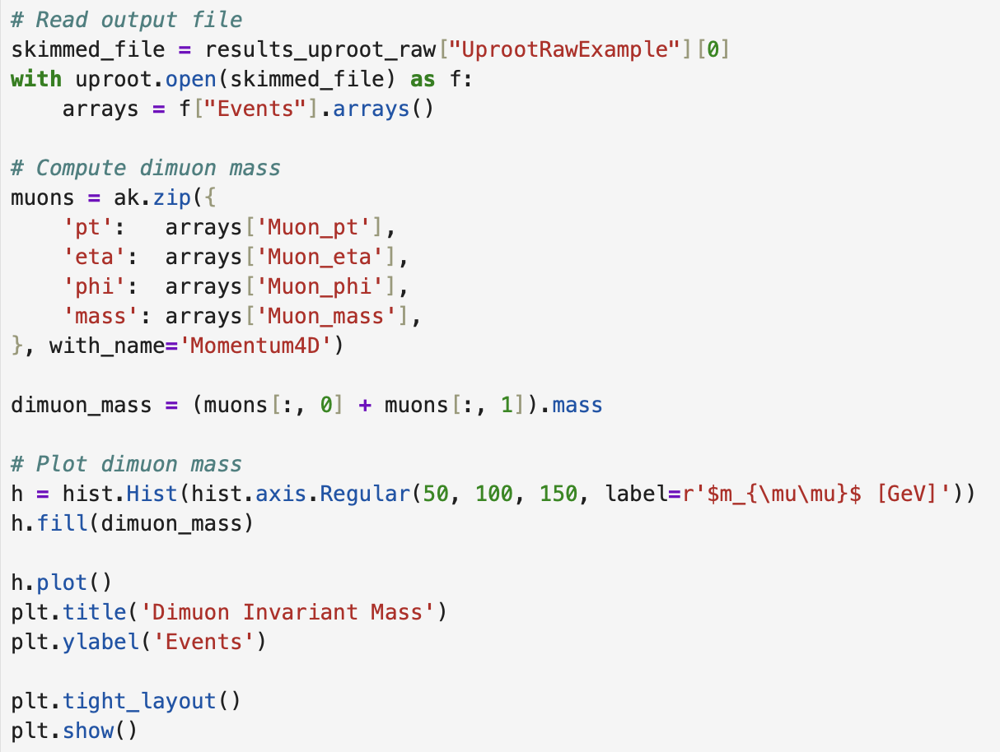 # Read output file
skimmed_file = results_uproot_raw["UprootRawExample"][0]
with uproot.open(skimmed_file) as f:
    arrays = f["Events"].arrays()

# Compute dimuon mass
muons = ak.zip({
    'pt':   arrays['Muon_pt'],
    'eta':  arrays['Muon_eta'],
    'phi':  arrays['Muon_phi'],
    'mass': arrays['Muon_mass'],
}, with_name='Momentum4D')

dimuon_mass = (muons[:, 0] + muons[:, 1]).mass

# Plot dimuon mass
h = hist.Hist(hist.axis.Regular(50, 100, 150, label=r'$m_{\mu\mu}$ [GeV]'))
h.fill(dimuon_mass)

h.plot()
plt.title('Dimuon Invariant Mass')
plt.ylabel('Events')

plt.tight_layout()
plt.show()